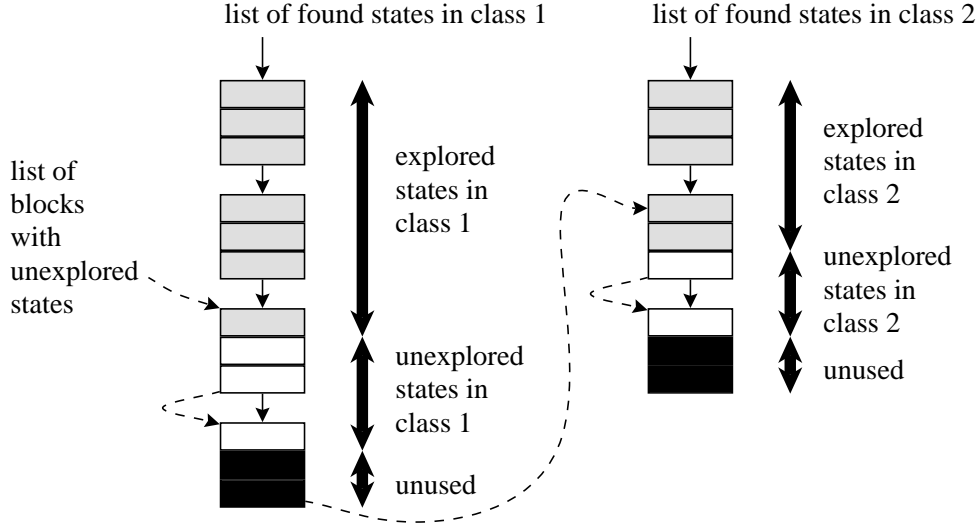 list of found states in class 1
list of found states in class 2
list of
blocks
with
unexplored
states
explored
states in
class 1
unexplored
states in
class 1
unused
explored
states in
class 2
unexplored
states in
class 2
unused